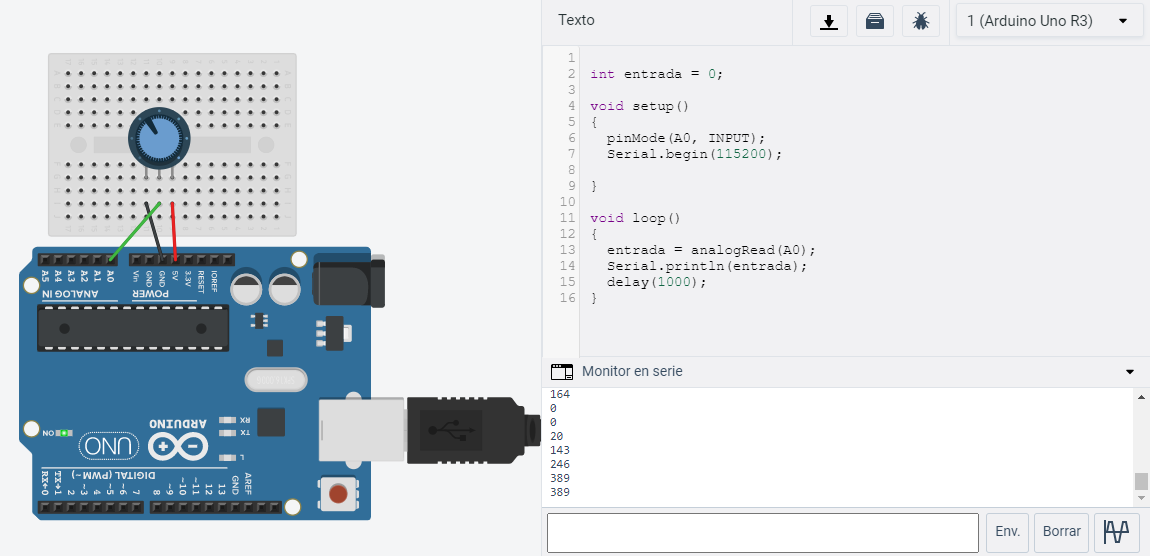 Texto
1 (Arduino Uno R3)
1
2 int entrada = 0;
3
4 void setup()
5 {
6 pinMode(A0, INPUT);
7 Serial.begin(115200);
8
9 }
10
11 void loop()
12 {
13 entrada = analogRead(A0);
14 Serial.println(entrada);
15 delay(1000);
16 }
Monitor en serie
164
0
0
20
143
246
389
389
Env.
Borrar
A5 A4 A3 A2 A1 A0 Vin GND GND 5V 3.3V RESET IOREF
ANALOG IN POWER
RX
TX
L
ON
ARDUINO
UNO
DIGITAL (PWM~)
RX←0 TX→1 2 ~3 4 ~5 ~6 7 8 ~9 ~10 ~11 12 13 GND AREF